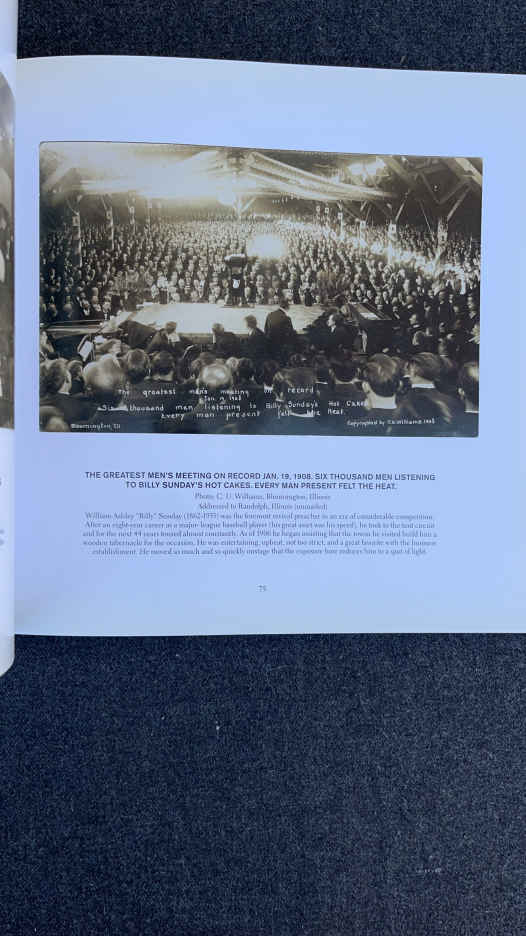 The greatest men's meeting on record
Jan. 19, 1908
Six thousand men listening to Billy Sunday's Hot Cakes
Every man present felt the heat.
Bloomington, Ill.
Copyrighted by C.U.Williams 1908
THE GREATEST MEN'S MEETING ON RECORD JAN. 19, 1908. SIX THOUSAND MEN LISTENING
TO BILLY SUNDAY'S HOT CAKES. EVERY MAN PRESENT FELT THE HEAT.
Photo, C. U. Williams, Bloomington, Illinois
Addressed to Randolph, Illinois (unmailed)
William Ashley "Billy" Sunday (1862-1935) was the foremost revival preacher in an era of considerable competition.
After an eight-year career as a major-league baseball player (his great asset was his speed), he took to the tent circuit
and for the next 44 years toured almost constantly. As of 1906 he began insisting that the towns he visited build him a
wooden tabernacle for the occasion. He was entertaining, upbeat, not too strict, and a great favorite with the business
establishment. He moved so much and so quickly onstage that the exposure here reduces him to a spot of light.
75